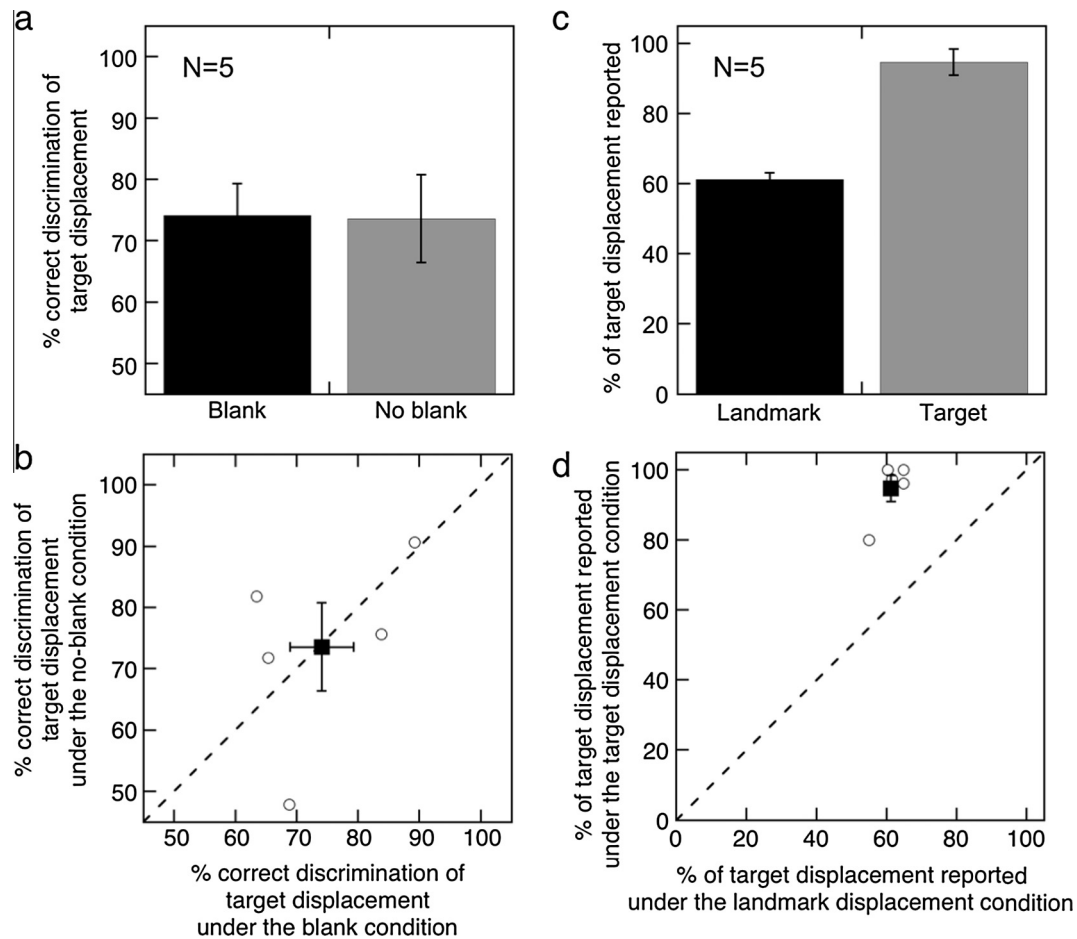 a
% correct discrimination of
target displacement
N=5
100
90
80
70
60
50
Blank
No blank
c
% of target displacement reported
N=5
100
80
60
40
20
0
Landmark
Target
b
% correct discrimination of
target displacement
under the no-blank condition
100
90
80
70
60
50
50
60
70
80
90
100
% correct discrimination of
target displacement
under the blank condition
d
% of target displacement reported
under the target displacement condition
100
80
60
40
20
0
0
20
40
60
80
100
% of target displacement reported
under the landmark displacement condition